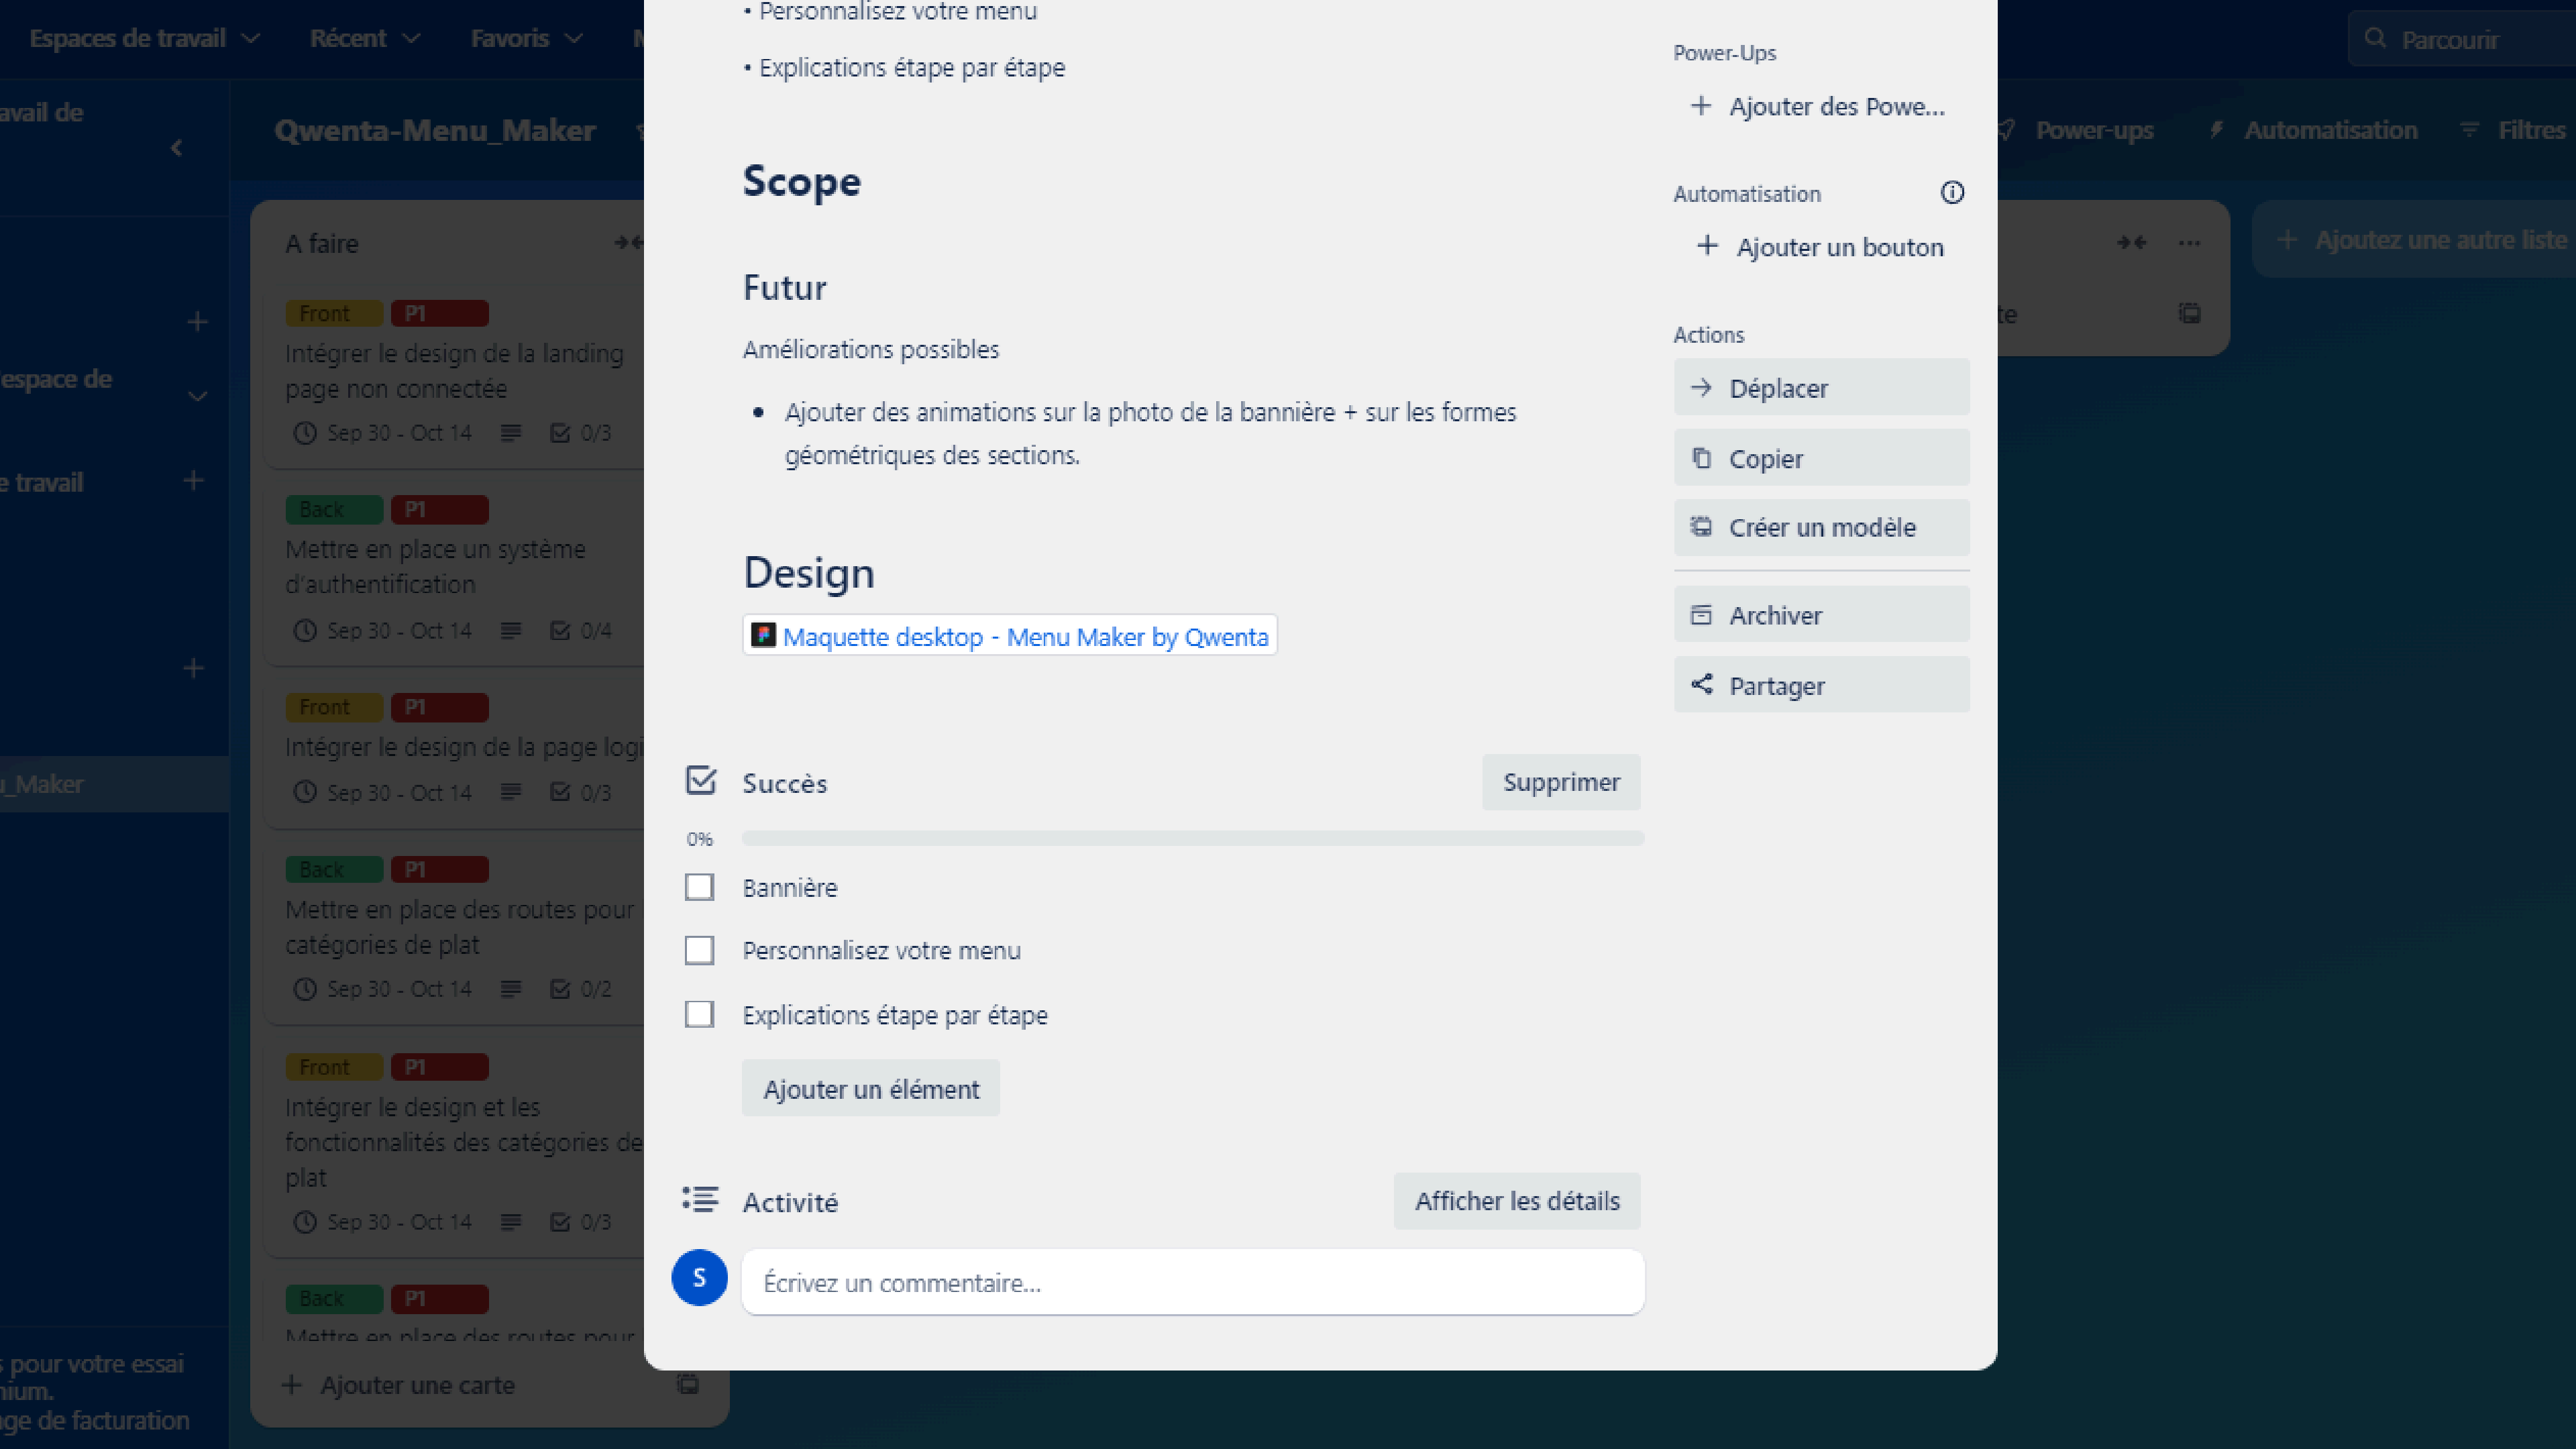 Espaces de travail
Récent
Favoris
Parcourir
avail de
Qwenta-Menu_Maker
Power-ups
Automatisation
Filtres
espace de
e travail
u_Maker
s pour votre essai
nium.
ge de facturation
A faire
Front P1
Intégrer le design de la landing
page non connectée
Sep 30 - Oct 14 0/3
Back P1
Mettre en place un système
d'authentification
Sep 30 - Oct 14 0/4
Front P1
Intégrer le design de la page logi
Sep 30 - Oct 14 0/3
Back P1
Mettre en place des routes pour
catégories de plat
Sep 30 - Oct 14 0/2
Front P1
Intégrer le design et les
fonctionnalités des catégories de
plat
Sep 30 - Oct 14 0/3
Back P1
Mettre en place des routes pour
+ Ajouter une carte
• Personnalisez votre menu
• Explications étape par étape
Scope
Futur
Améliorations possibles
• Ajouter des animations sur la photo de la bannière + sur les formes
géométriques des sections.
Design
Maquette desktop - Menu Maker by Qwenta
Succès
Supprimer
0%
Bannière
Personnalisez votre menu
Explications étape par étape
Ajouter un élément
Activité
Afficher les détails
S
Écrivez un commentaire...
Power-Ups
+ Ajouter des Powe...
Automatisation
+ Ajouter un bouton
Actions
Déplacer
Copier
Créer un modèle
Archiver
Partager
te
+ Ajoutez une autre liste